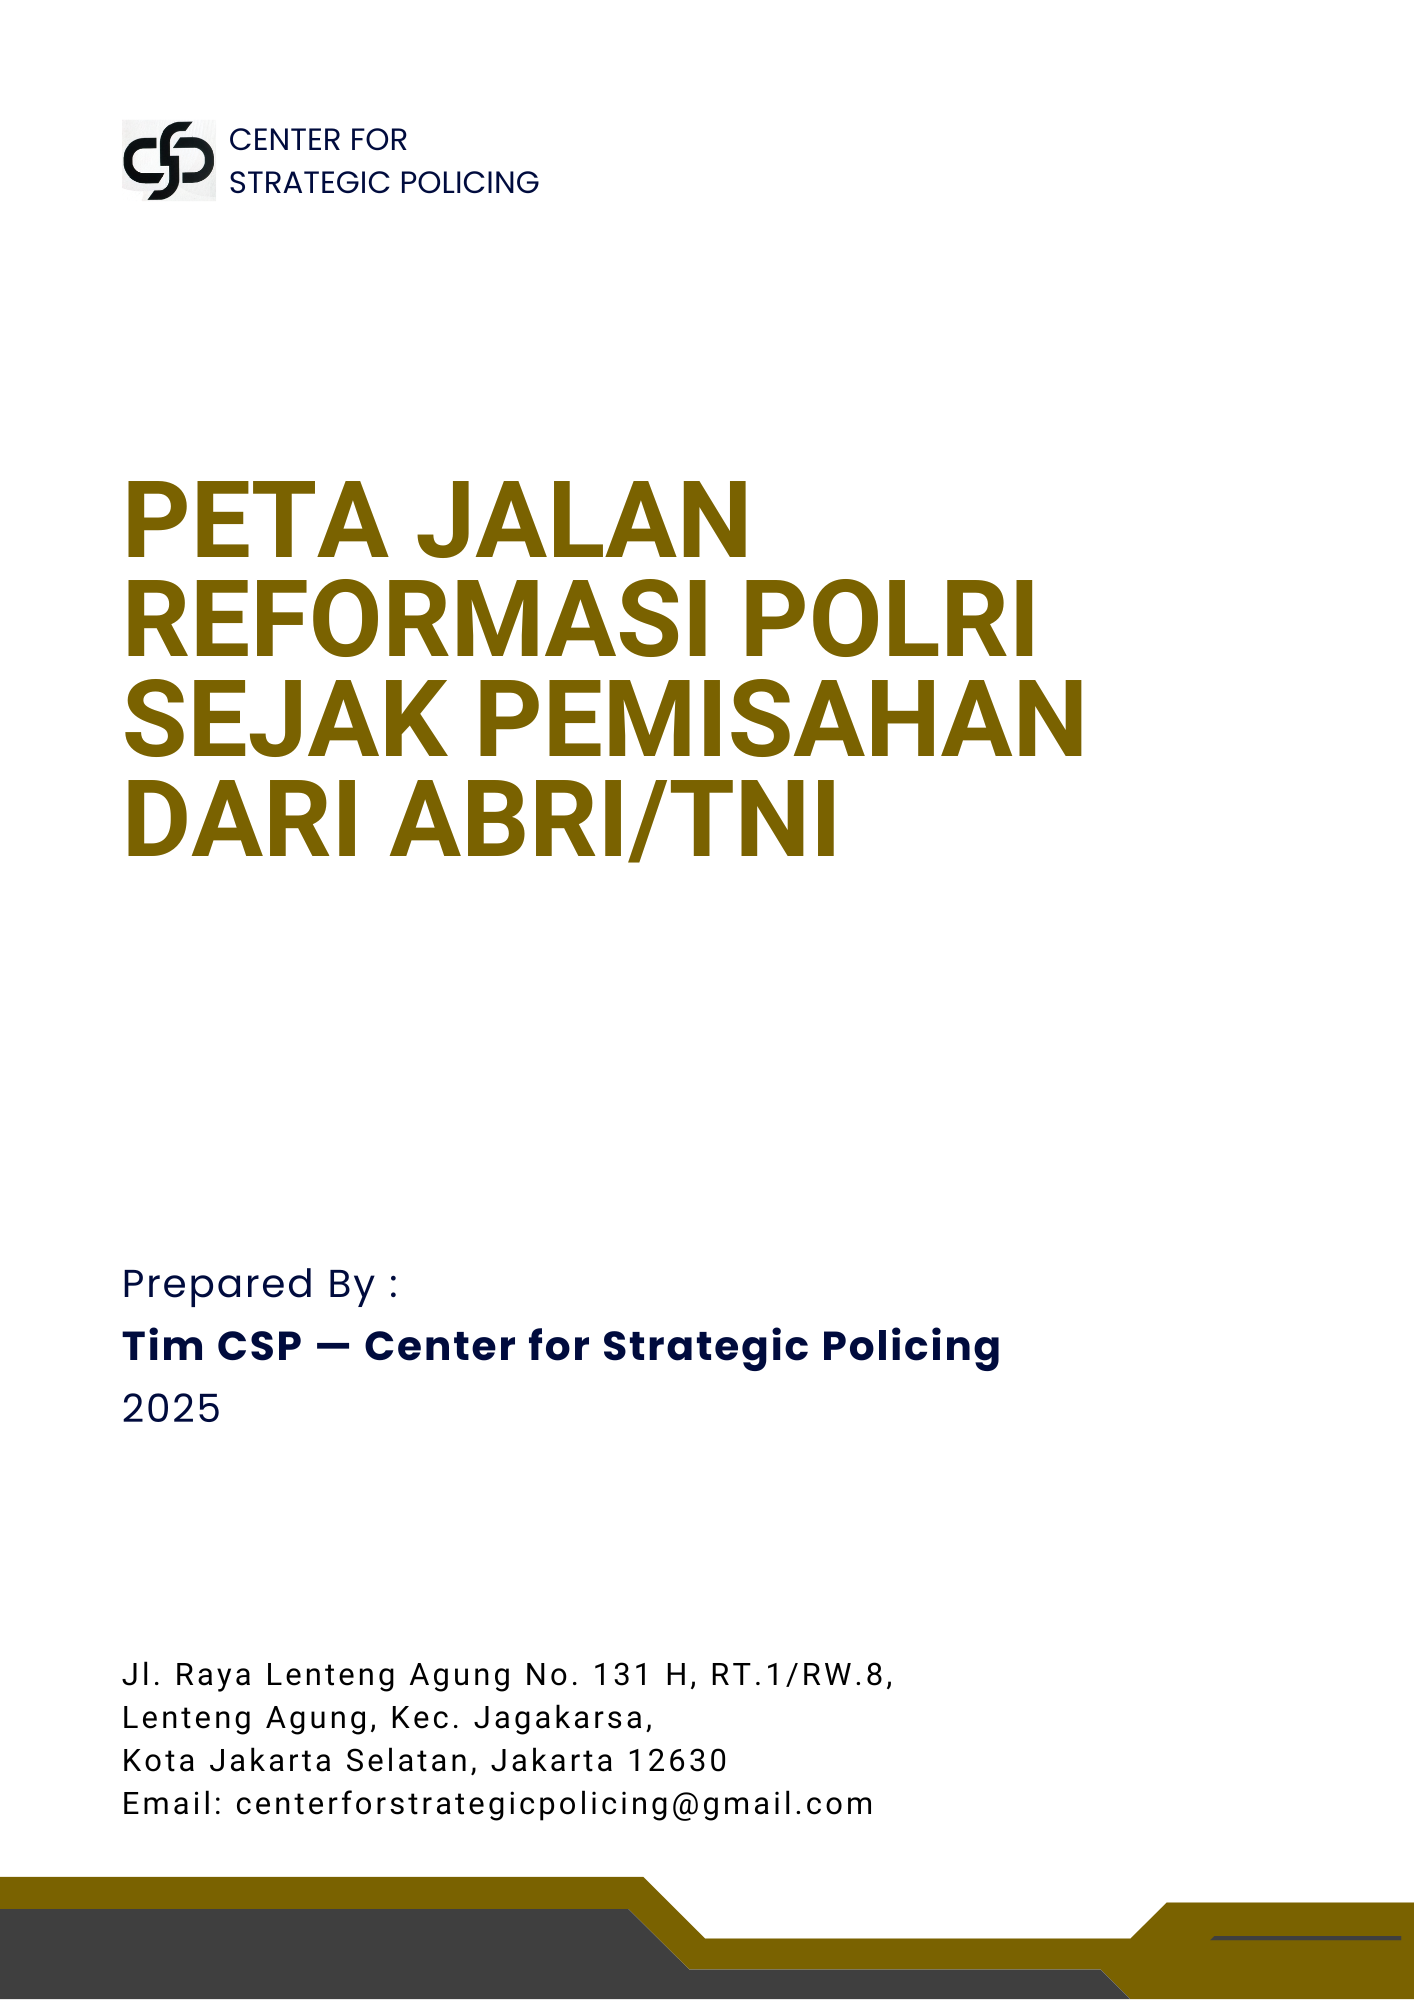 CENTER FOR
STRATEGIC POLICING
PETA JALAN
REFORMASI POLRI
SEJAK PEMISAHAN
DARI ABRI/TNI
Prepared By :
Tim CSP — Center for Strategic Policing
2025
Jl. Raya Lenteng Agung No. 131 H, RT.1/RW.8,
Lenteng Agung, Kec. Jagakarsa,
Kota Jakarta Selatan, Jakarta 12630
Email: centerforstrategicpolicing@gmail.com